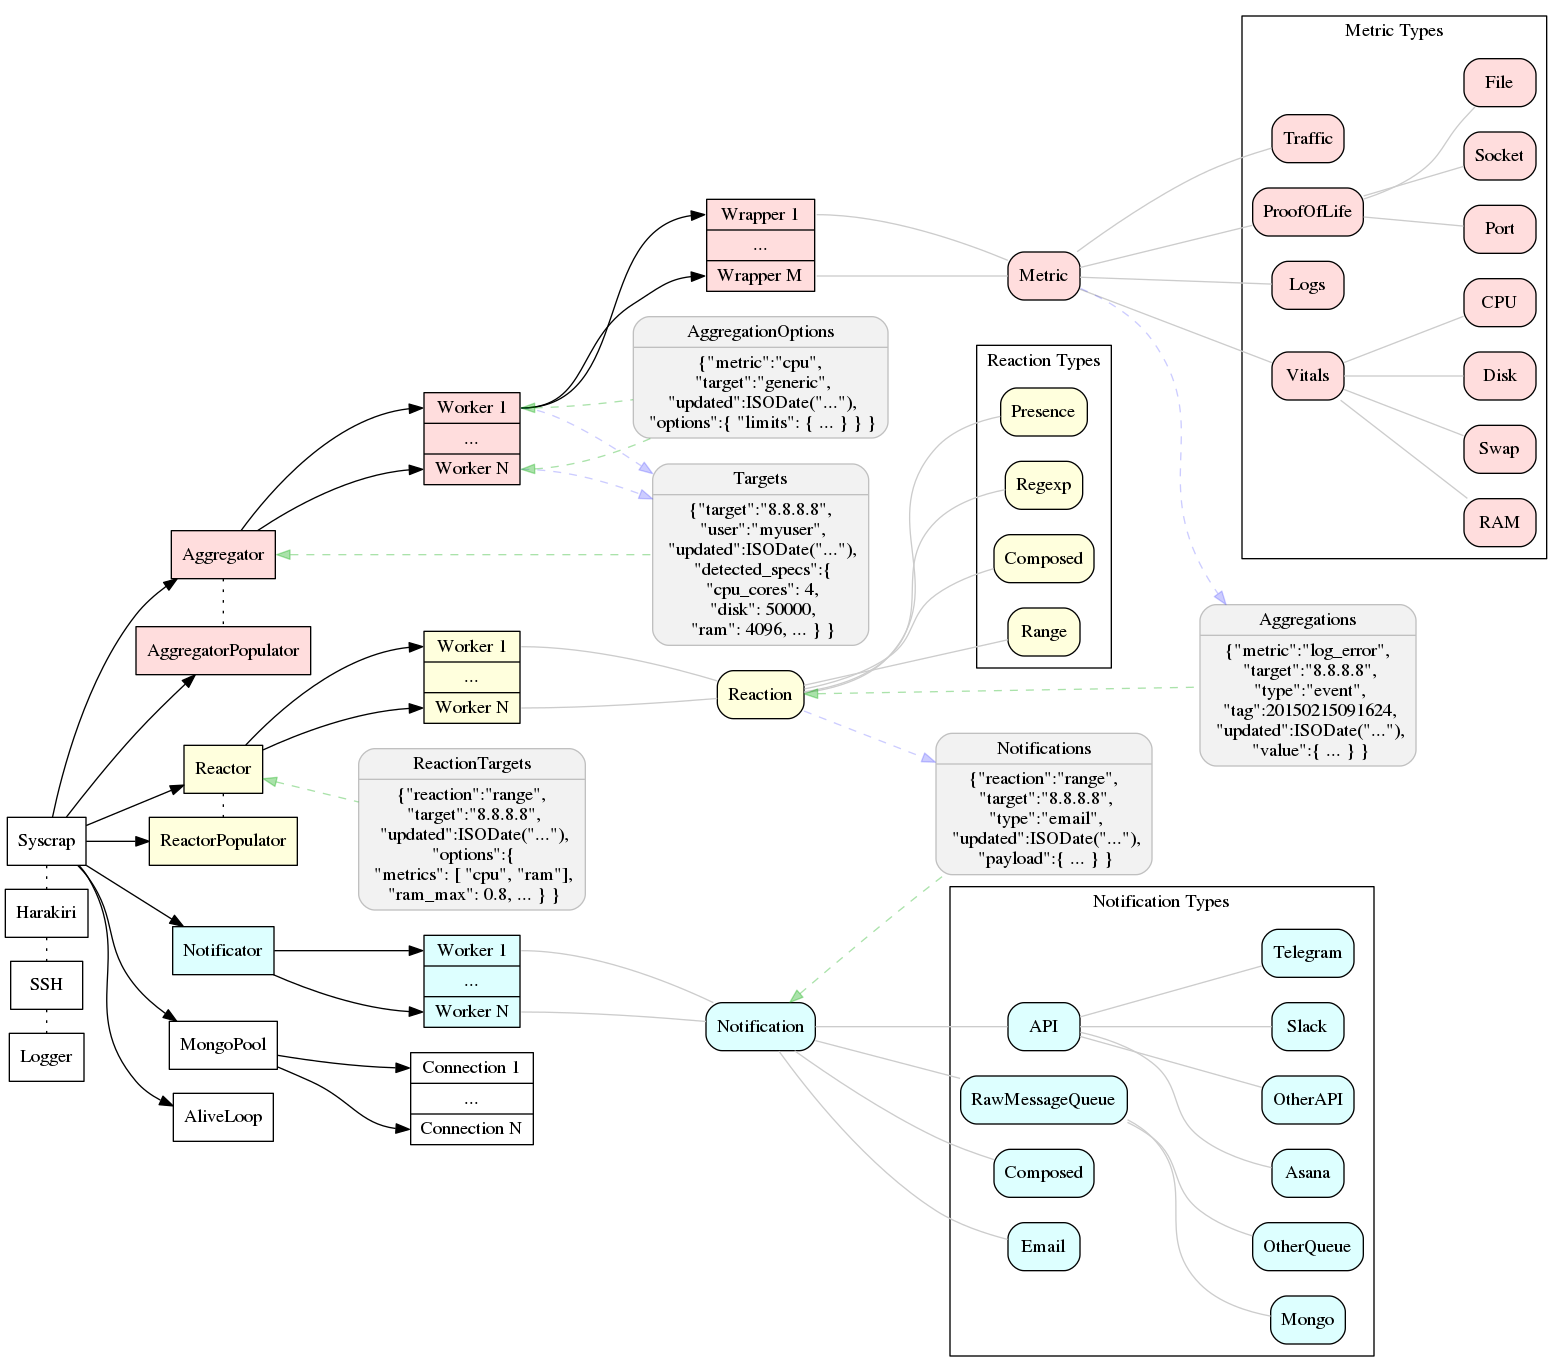 Metric Types
File
Traffic
Socket
ProofOfLife
Port
Logs
CPU
Vitals
Disk
Swap
RAM
Wrapper 1
...
Wrapper M
Metric
AggregationOptions
{"metric":"cpu",
"target":"generic",
"updated":ISODate("..."),
"options":{ "limits": { ... } } }
Reaction Types
Presence
Regexp
Composed
Range
Worker 1
...
Worker N
Targets
{"target":"8.8.8.8",
"user":"myuser",
"updated":ISODate("..."),
"detected_specs":{
"cpu_cores": 4,
"disk": 50000,
"ram": 4096, ... } }
Aggregator
AggregatorPopulator
Worker 1
...
Worker N
Reaction
Aggregations
{"metric":"log_error",
"target":"8.8.8.8",
"type":"event",
"tag":20150215091624,
"updated":ISODate("..."),
"value":{ ... } }
Reactor
ReactorPopulator
ReactionTargets
{"reaction":"range",
"target":"8.8.8.8",
"updated":ISODate("..."),
"options":{
"metrics": [ "cpu", "ram"],
"ram_max": 0.8, ... } }
Notifications
{"reaction":"range",
"target":"8.8.8.8",
"type":"email",
"updated":ISODate("..."),
"payload":{ ... } }
Syscrap
Harakiri
SSH
Logger
Notificator
Worker 1
...
Worker N
MongoPool
AliveLoop
Connection 1
...
Connection N
Notification
Notification Types
Telegram
API
Slack
RawMessageQueue
OtherAPI
Composed
Asana
Email
OtherQueue
Mongo